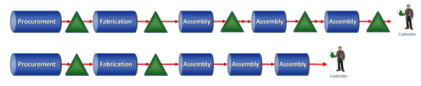 Procurement Fabrication Assembly Assembly Assembly
Customer
Procurement Fabrication Assembly Assembly Assembly
Customer